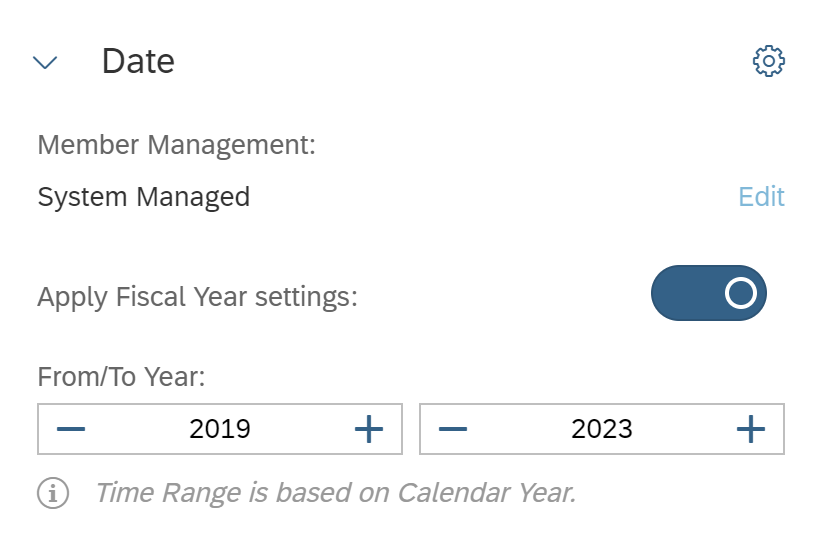 Date
Member Management:
System Managed
Edit
Apply Fiscal Year settings:
From/To Year:
2019
2023
Time Range is based on Calendar Year.